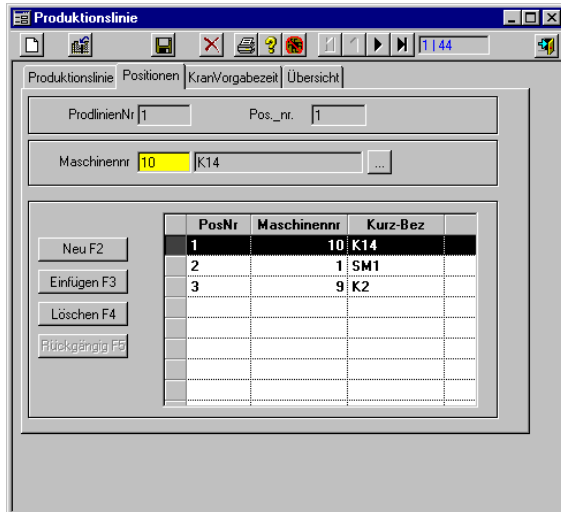 Produktionslinie
1 | 44
Produktionslinie Positionen KranVorgabezeit Übersicht
ProdlinienNr 1 Pos._nr. 1
Maschinennr 10 K14 ...
PosNr Maschinennr Kurz-Bez
1 10 K14
2 1 SM1
3 9 K2
Neu F2
Einfügen F3
Löschen F4
Rückgängig F5